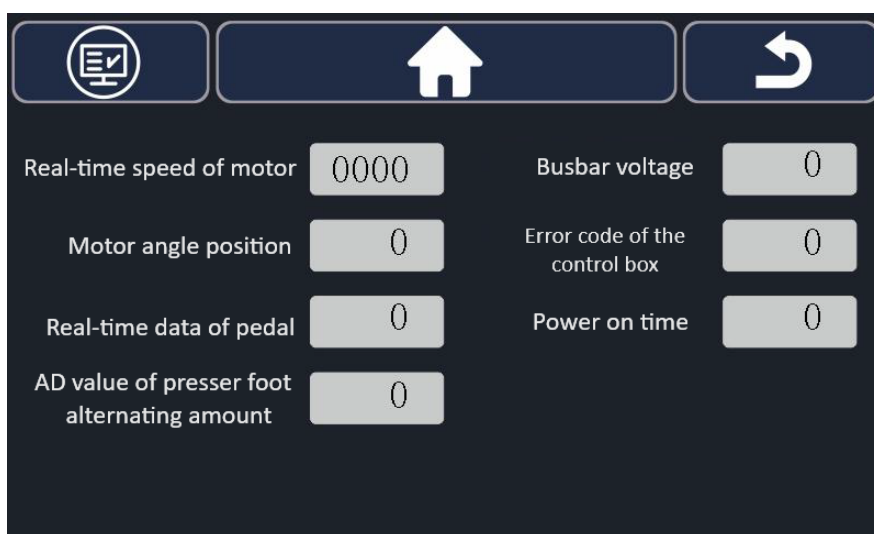 Real-time speed of motor 0000
Busbar voltage 0
Motor angle position 0
Error code of the
control box 0
Real-time data of pedal 0
Power on time 0
AD value of presser foot
alternating amount 0